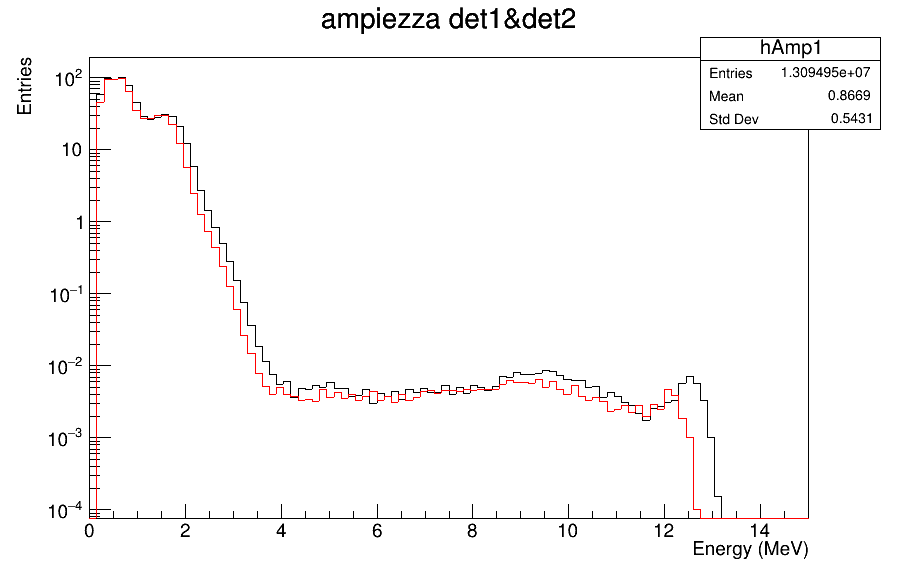 ampiezza det1&det2
hAmp1
Entries 1.309495e+07
Mean 0.8669
Std Dev 0.5431
Entries
10²
10
1
10⁻¹
10⁻²
10⁻³
10⁻⁴
0 2 4 6 8 10 12 14
Energy (MeV)